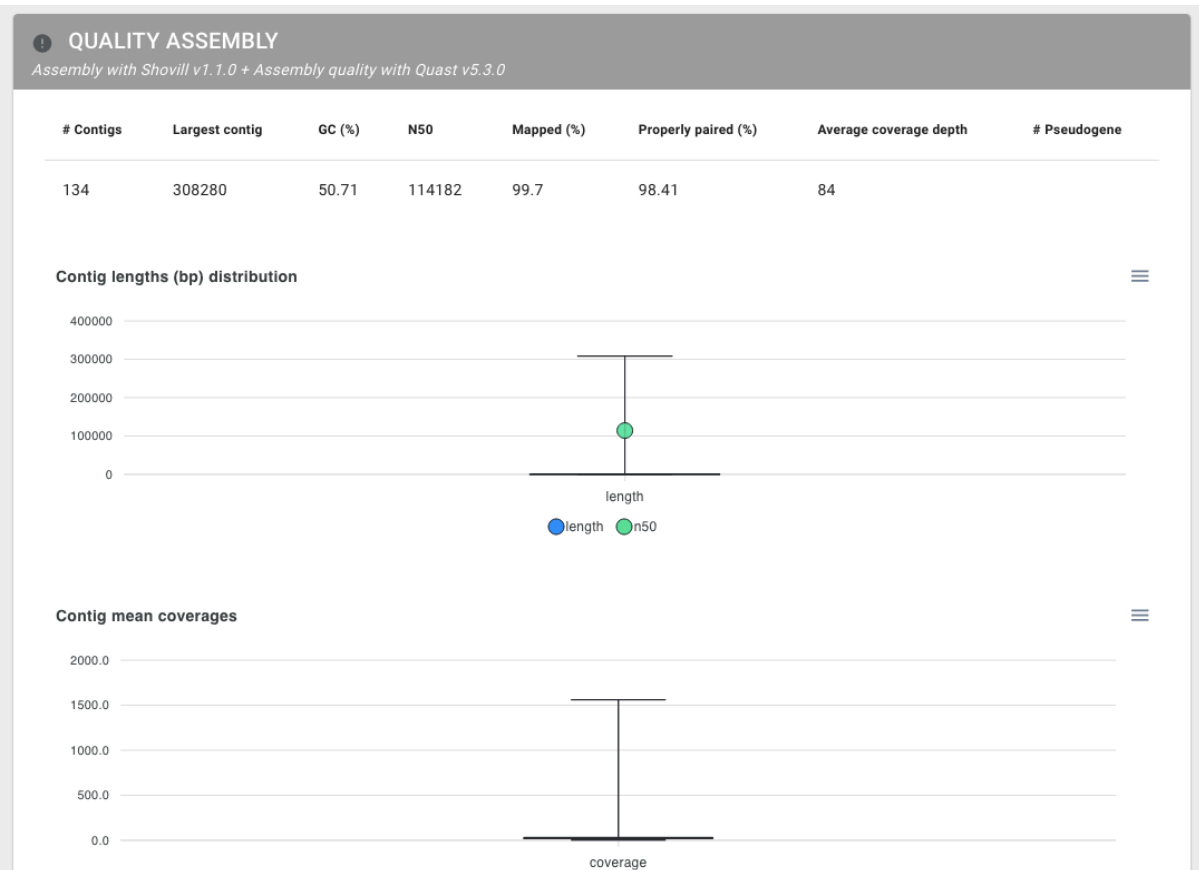 QUALITY ASSEMBLY
Assembly with Shovill v1.1.0 + Assembly quality with Quast v5.3.0
# Contigs Largest contig GC (%) N50 Mapped (%) Properly paired (%) Average coverage depth # Pseudogene
134 308280 50.71 114182 99.7 98.41 84
Contig lengths (bp) distribution
400000
300000
200000
100000
0
length
length n50
Contig mean coverages
2000.0
1500.0
1000.0
500.0
0.0
coverage